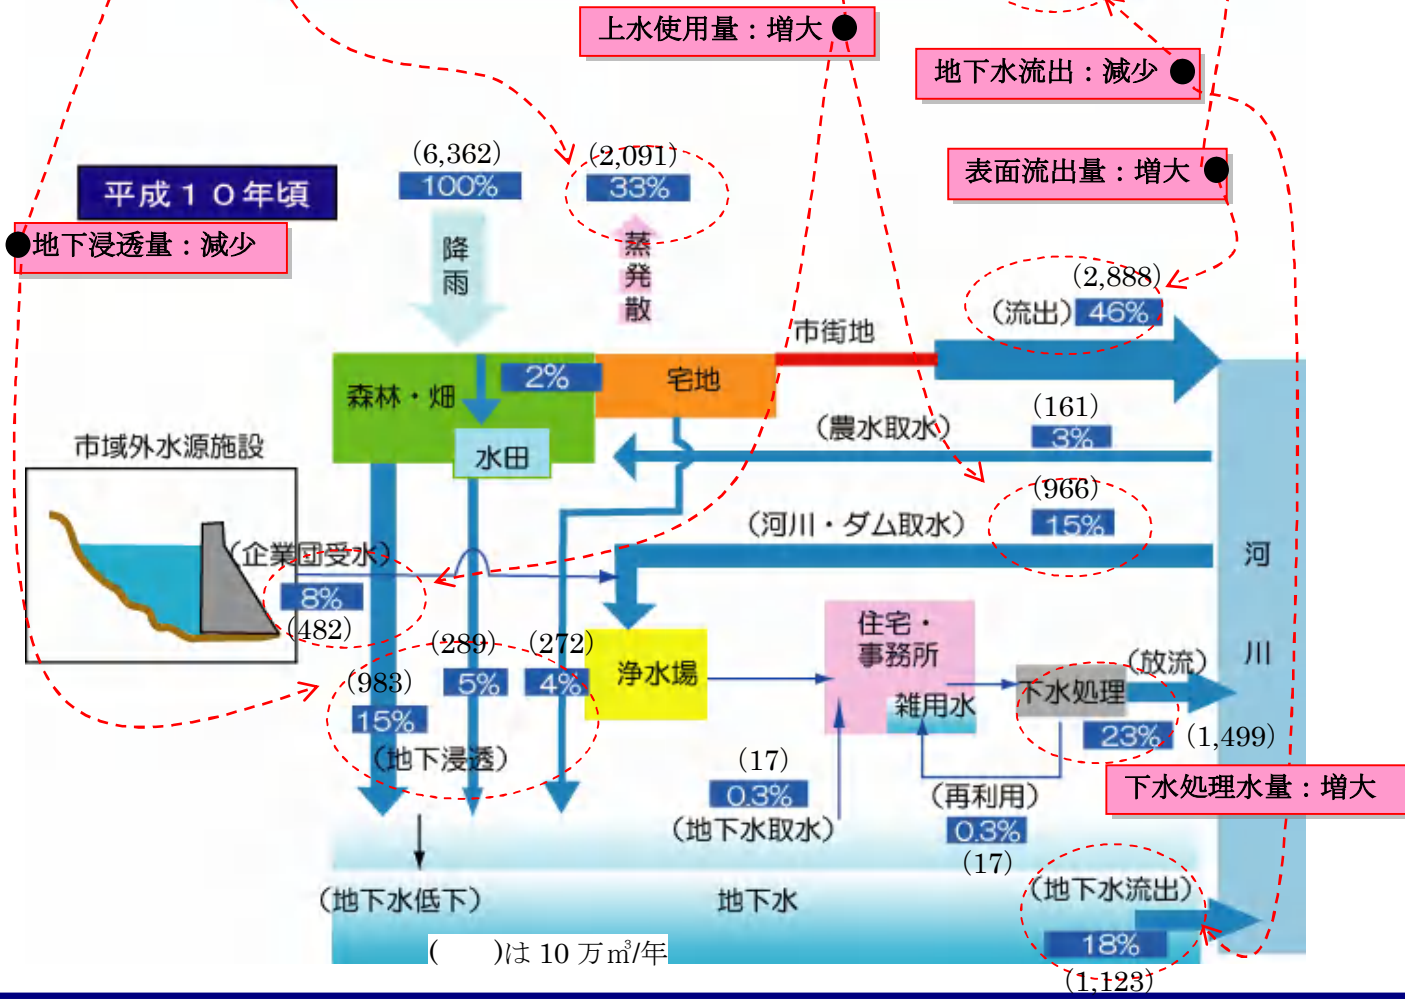 上水使用量：増大
地下水流出：減少
(6,362)
100%
(2,091)
33%
表面流出量：増大
平成１０年頃
地下浸透量：減少
降雨
蒸発散
(2,888)
(流出) 46%
市街地
2%
宅地
森林・畑
水田
(161)
(農水取水)
3%
市域外水源施設
(966)
(河川・ダム取水)
15%
(企業団受水)
8%
(482)
河川
住宅・
事務所
雑用水
(289)
(272)
5%
4%
浄水場
(983)
15%
(地下浸透)
下水処理
(放流)
23%
(1,499)
下水処理水量：増大
(17)
0.3%
(地下水取水)
(再利用)
0.3%
(17)
(地下水低下)
地下水
(地下水流出)
18%
(1,123)
(　　)は 10 万㎥/年